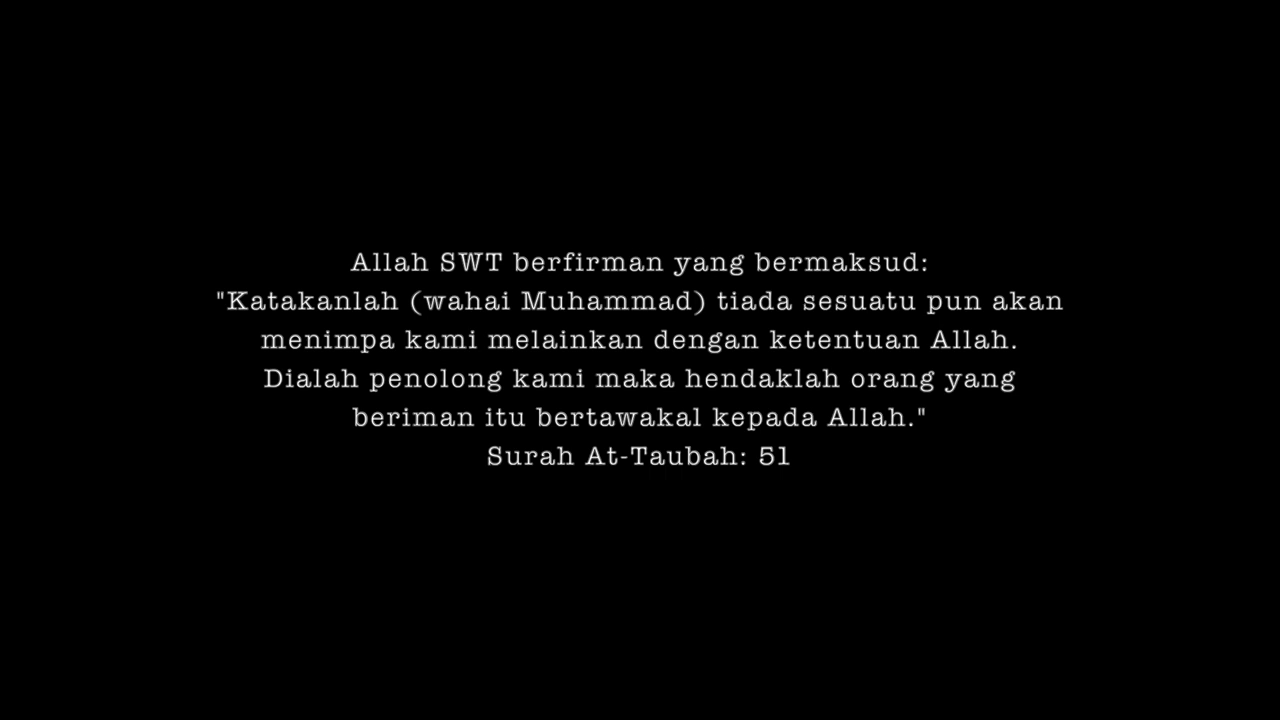 Allah SWT berfirman yang bermaksud:
"Katakanlah (wahai Muhammad) tiada sesuatu pun akan
menimpa kami melainkan dengan ketentuan Allah.
Dialah penolong kami maka hendaklah orang yang
beriman itu bertawakal kepada Allah."
Surah At-Taubah: 51